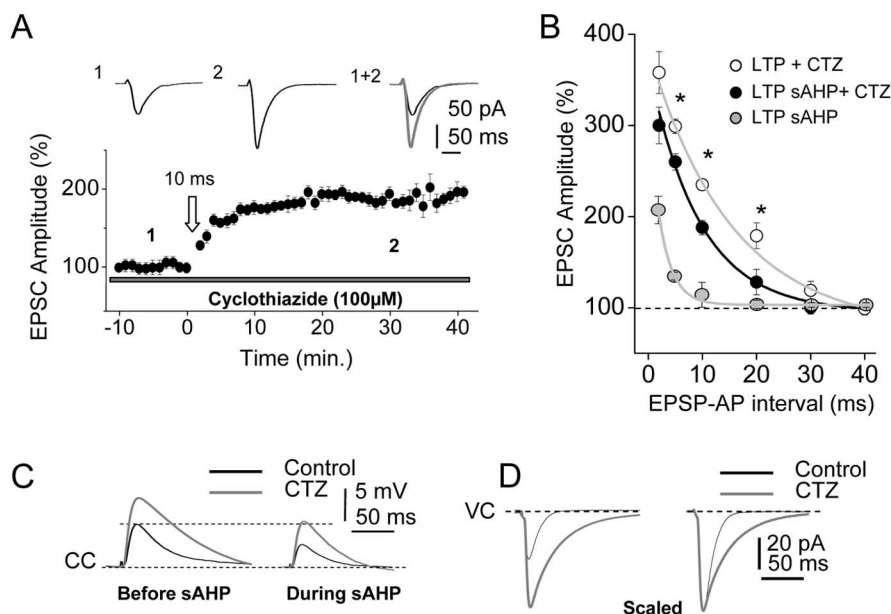 A
1
2
1+2
50 pA
50 ms
EPSC Amplitude (%)
200
100
10 ms
1
2
Cyclothiazide (100µM)
-10 0 10 20 30 40
Time (min.)
B
EPSC Amplitude (%)
400
300
200
100
LTP + CTZ
LTP sAHP+ CTZ
LTP sAHP
*
*
*
0 10 20 30 40
EPSP-AP interval (ms)
C
Control
CTZ
5 mV
50 ms
CC
Before sAHP
During sAHP
D
Control
CTZ
VC
20 pA
50 ms
Scaled